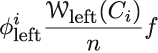 ϕ^i_left 𝒲_left(C_i)/n f